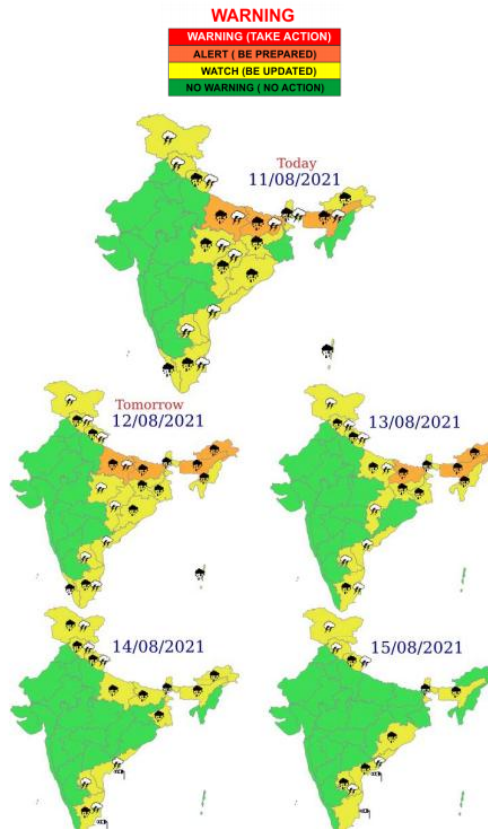 WARNING
WARNING (TAKE ACTION)
ALERT ( BE PREPARED)
WATCH (BE UPDATED)
NO WARNING ( NO ACTION)
Today
11/08/2021
Tomorrow
12/08/2021
13/08/2021
14/08/2021
15/08/2021